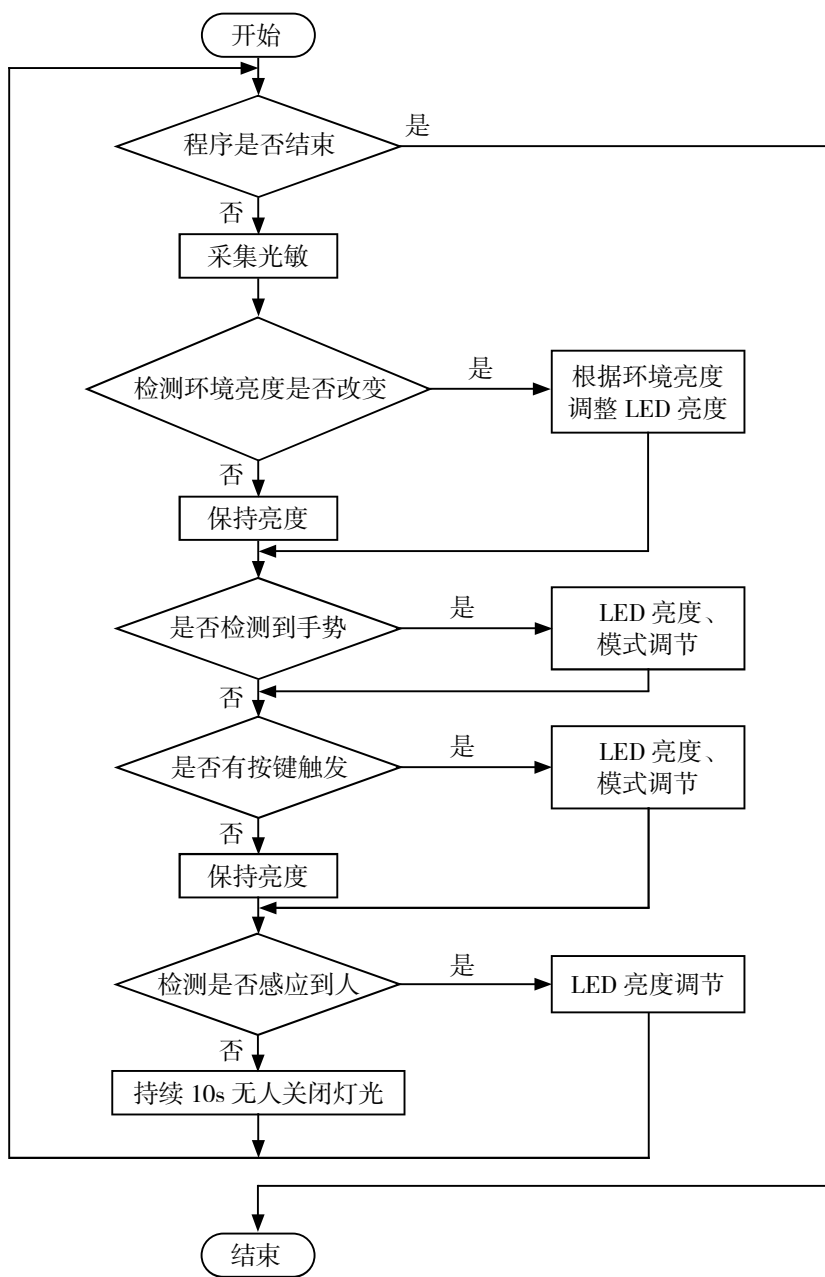 开始
程序是否结束
是
否
采集光敏
检测环境亮度是否改变
是
根据环境亮度
调整 LED 亮度
否
保持亮度
是否检测到手势
是
LED 亮度、
模式调节
否
是否有按键触发
是
LED 亮度、
模式调节
否
保持亮度
检测是否感应到人
是
LED 亮度调节
否
持续 10s 无人关闭灯光
结束